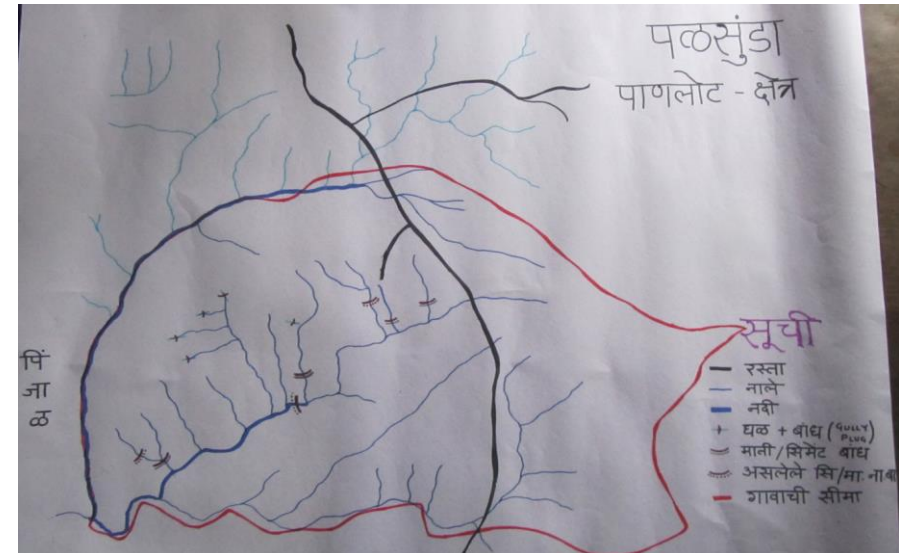 पळसुंडा
पाणलोट - क्षेत्र
पिं
जा
ळ
सूची
रस्ता
नाले
नदी
घळ + बांध (GULLY PLUG)
माती/सिमेंट बांध
असलेले सि/मा. ना बा
गावाची सीमा